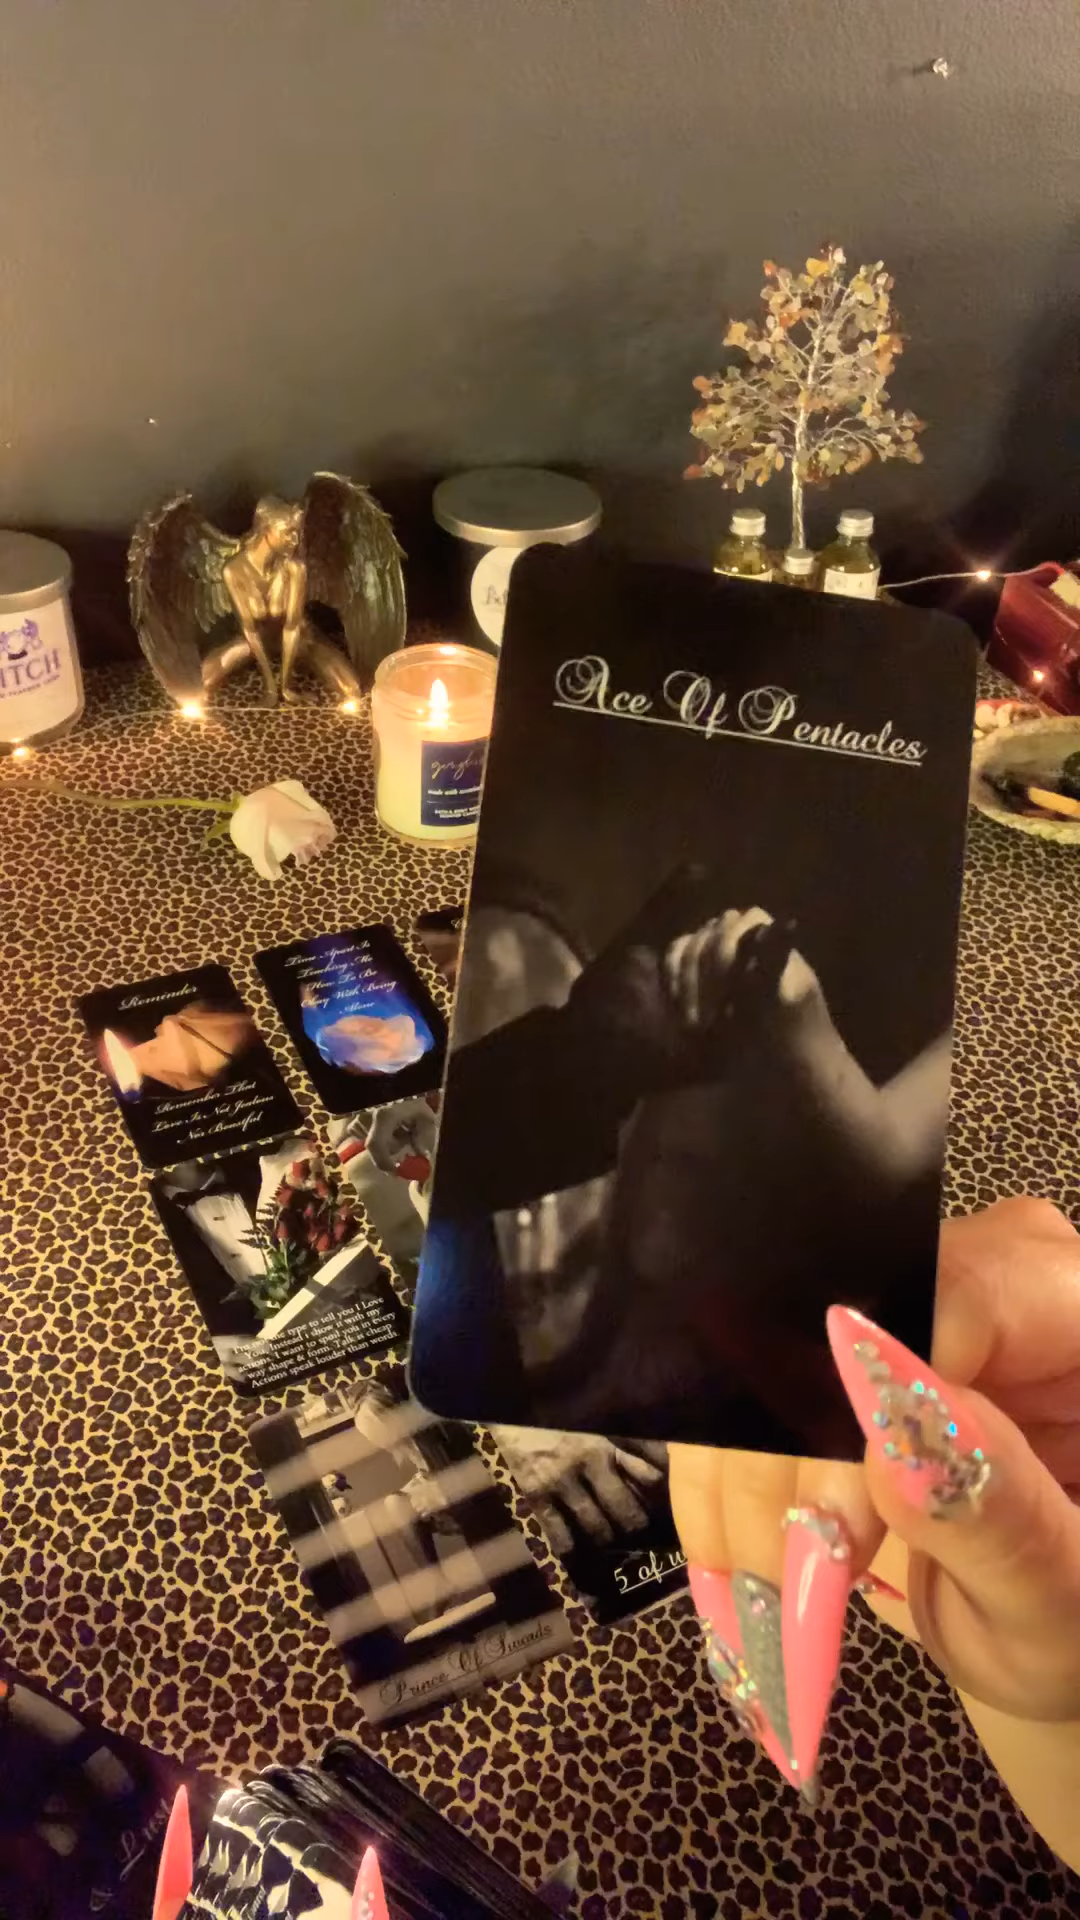 Ace Of Pentacles
Reminder
Remember That
Love Is Not Jealous
Nor Boastful
Time Apart Is
Teaching Me
How To Be
Okay With Being
Alone
type to tell you I Love
You. Instead I show it with my
actions. I want to spoil you in every
way shape & form. Talk is cheap
Actions speak louder than words.
Prince Of Swords
5 of